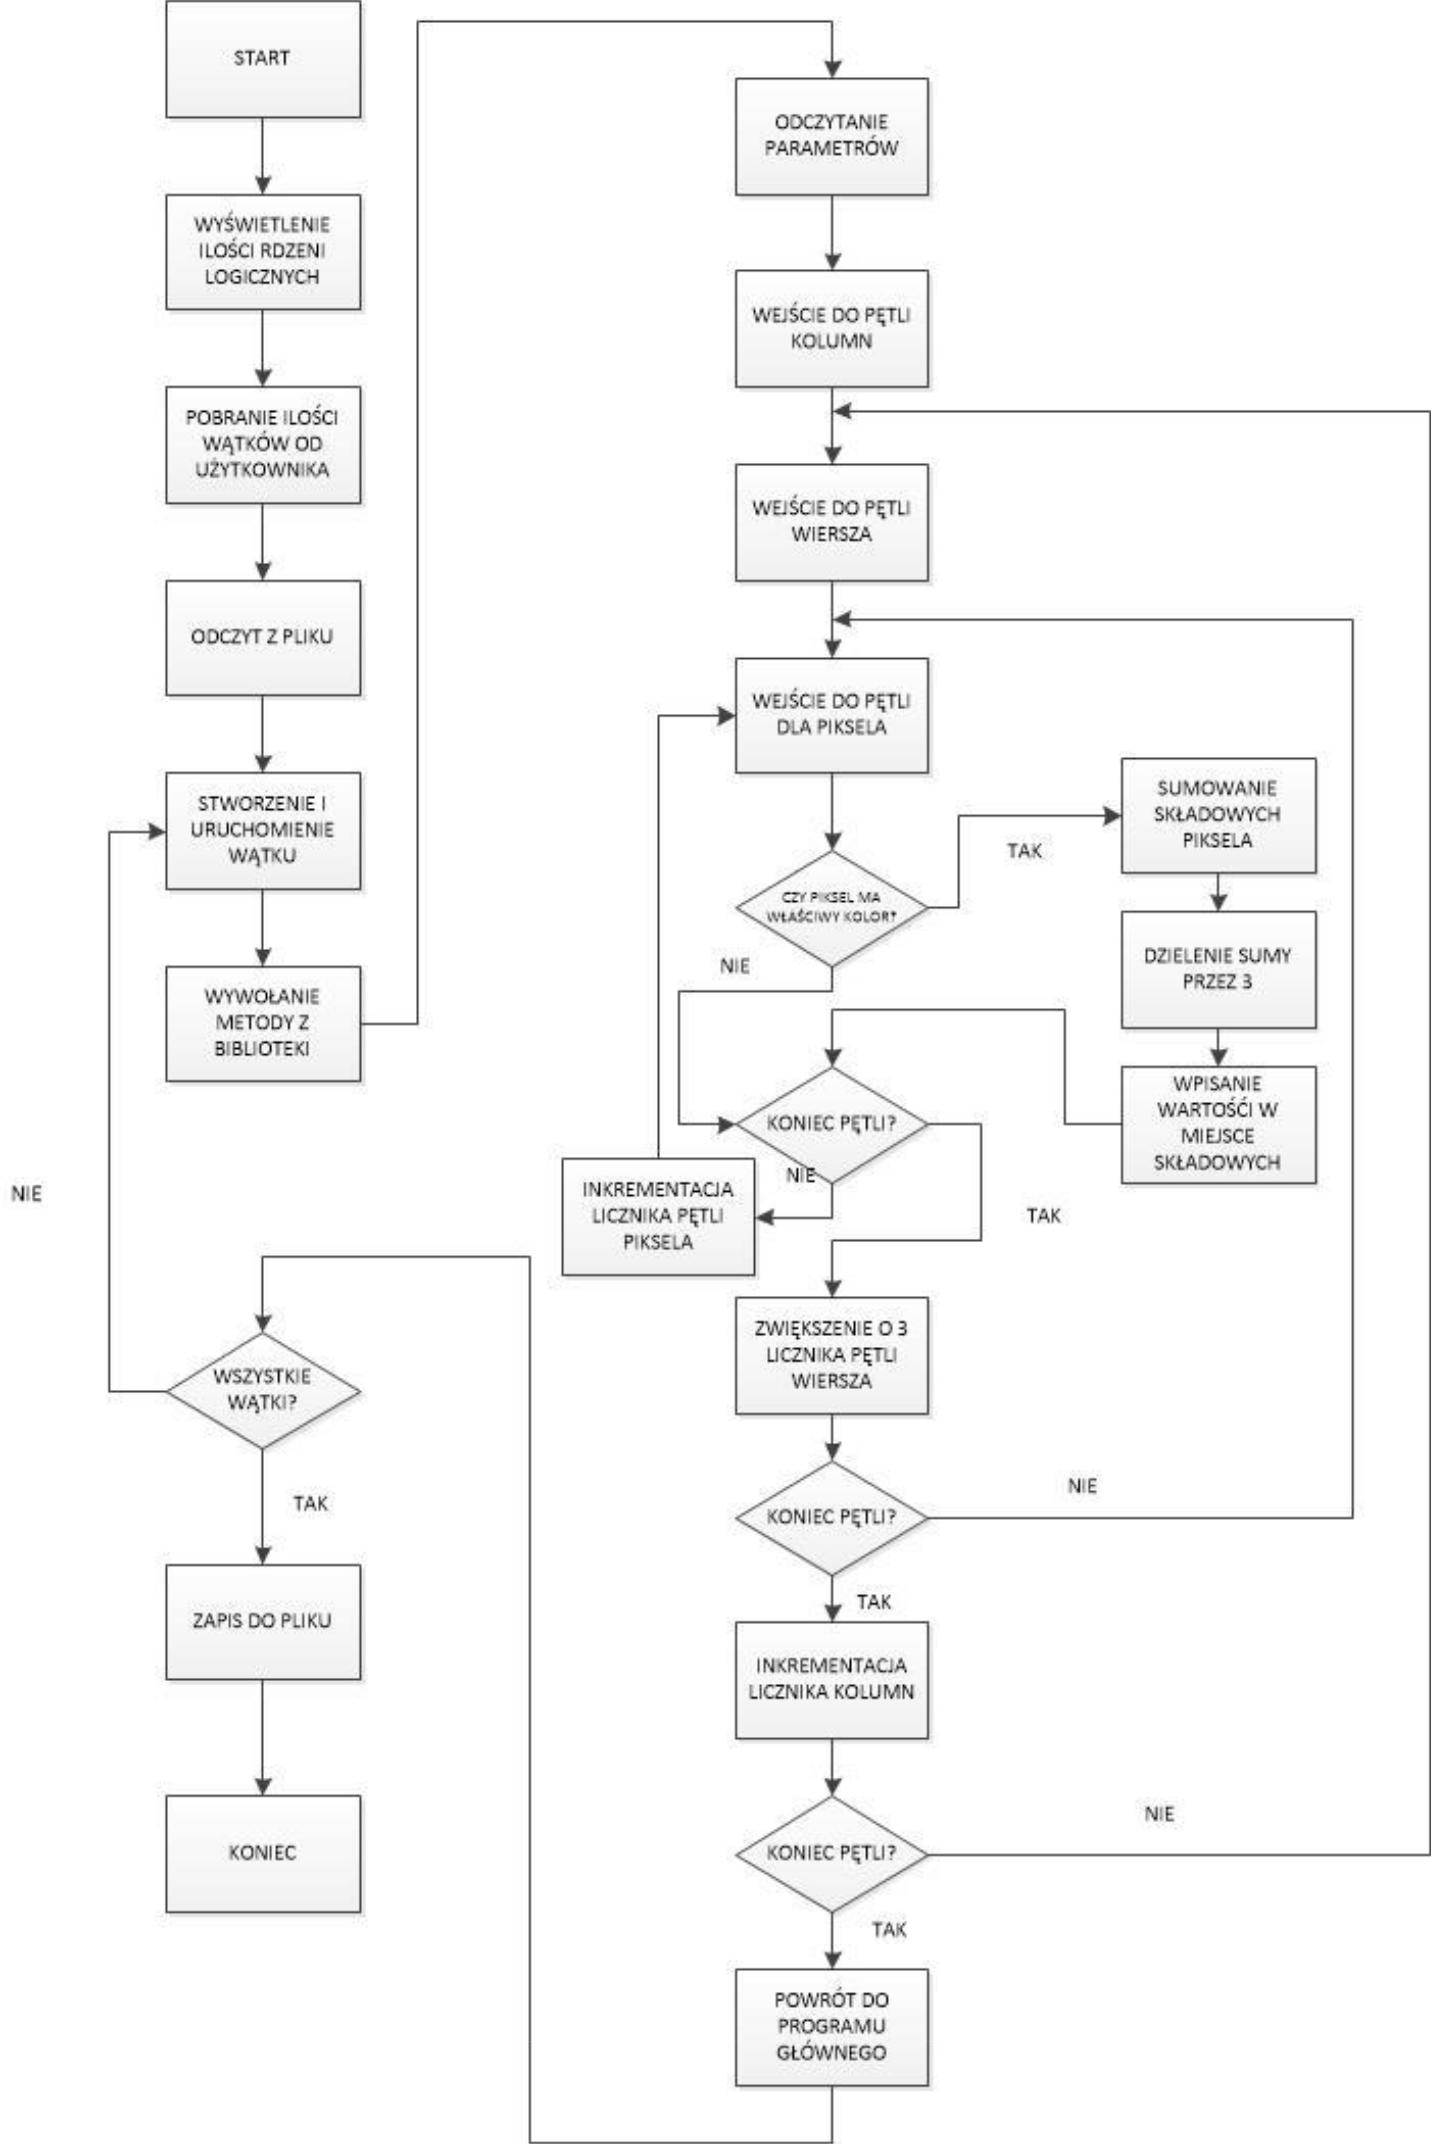 START
WYŚWIETLENIE
ILOŚCI RDZENI
LOGICZNYCH
POBRANIE ILOŚCI
WĄTKÓW OD
UŻYTKOWNIKA
ODCZYT Z PLIKU
STWORZENIE I
URUCHOMIENIE
WĄTKU
WYWOŁANIE
METODY Z
BIBLIOTEKI
NIE
WSZYSTKIE
WĄTKI?
TAK
ZAPIS DO PLIKU
KONIEC
ODCZYTANIE
PARAMETRÓW
WEJŚCIE DO PĘTLI
KOLUMN
WEJŚCIE DO PĘTLI
WIERSZA
WEJŚCIE DO PĘTLI
DLA PIKSELA
CZY PIKSEL MA
WŁAŚCIWY KOLOR?
TAK
SUMOWANIE
SKŁADOWYCH
PIKSELA
DZIELENIE SUMY
PRZEZ 3
WPISANIE
WARTOŚĆI W
MIEJSCE
SKŁADOWYCH
NIE
KONIEC PĘTLI?
NIE
INKREMENTACJA
LICZNIKA PĘTLI
PIKSELA
TAK
ZWIĘKSZENIE O 3
LICZNIKA PĘTLI
WIERSZA
KONIEC PĘTLI?
NIE
TAK
INKREMENTACJA
LICZNIKA KOLUMN
KONIEC PĘTLI?
NIE
TAK
POWRÓT DO
PROGRAMU
GŁÓWNEGO